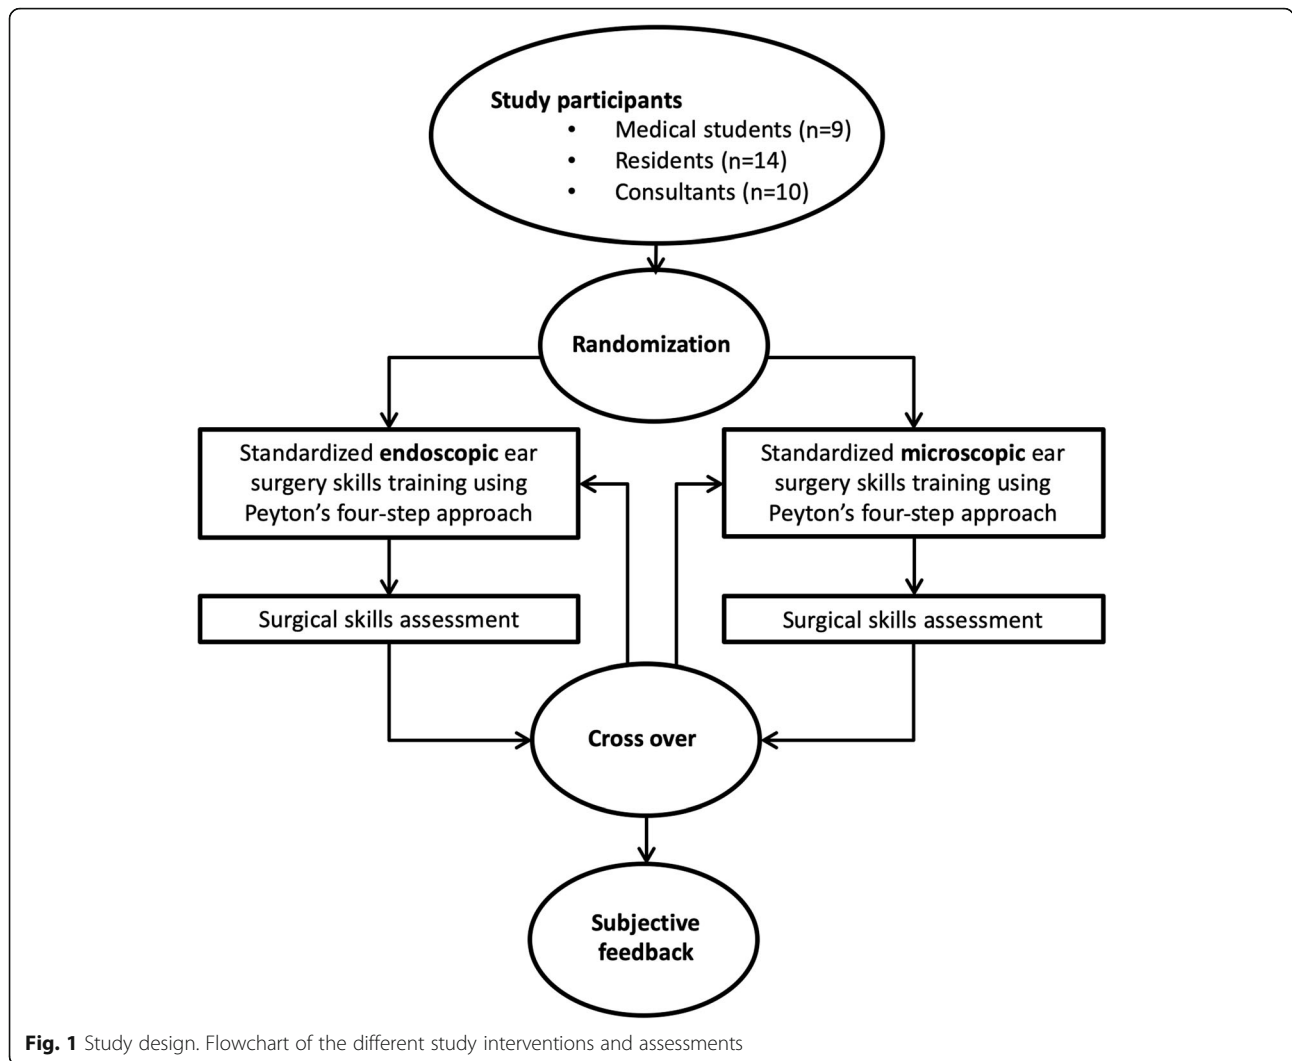 Study participants
• Medical students (n=9)
• Residents (n=14)
• Consultants (n=10)
Randomization
Standardized endoscopic ear
surgery skills training using
Peyton’s four-step approach
Standardized microscopic ear
surgery skills training using
Peyton’s four-step approach
Surgical skills assessment
Surgical skills assessment
Cross over
Subjective
feedback
Fig. 1 Study design. Flowchart of the different study interventions and assessments